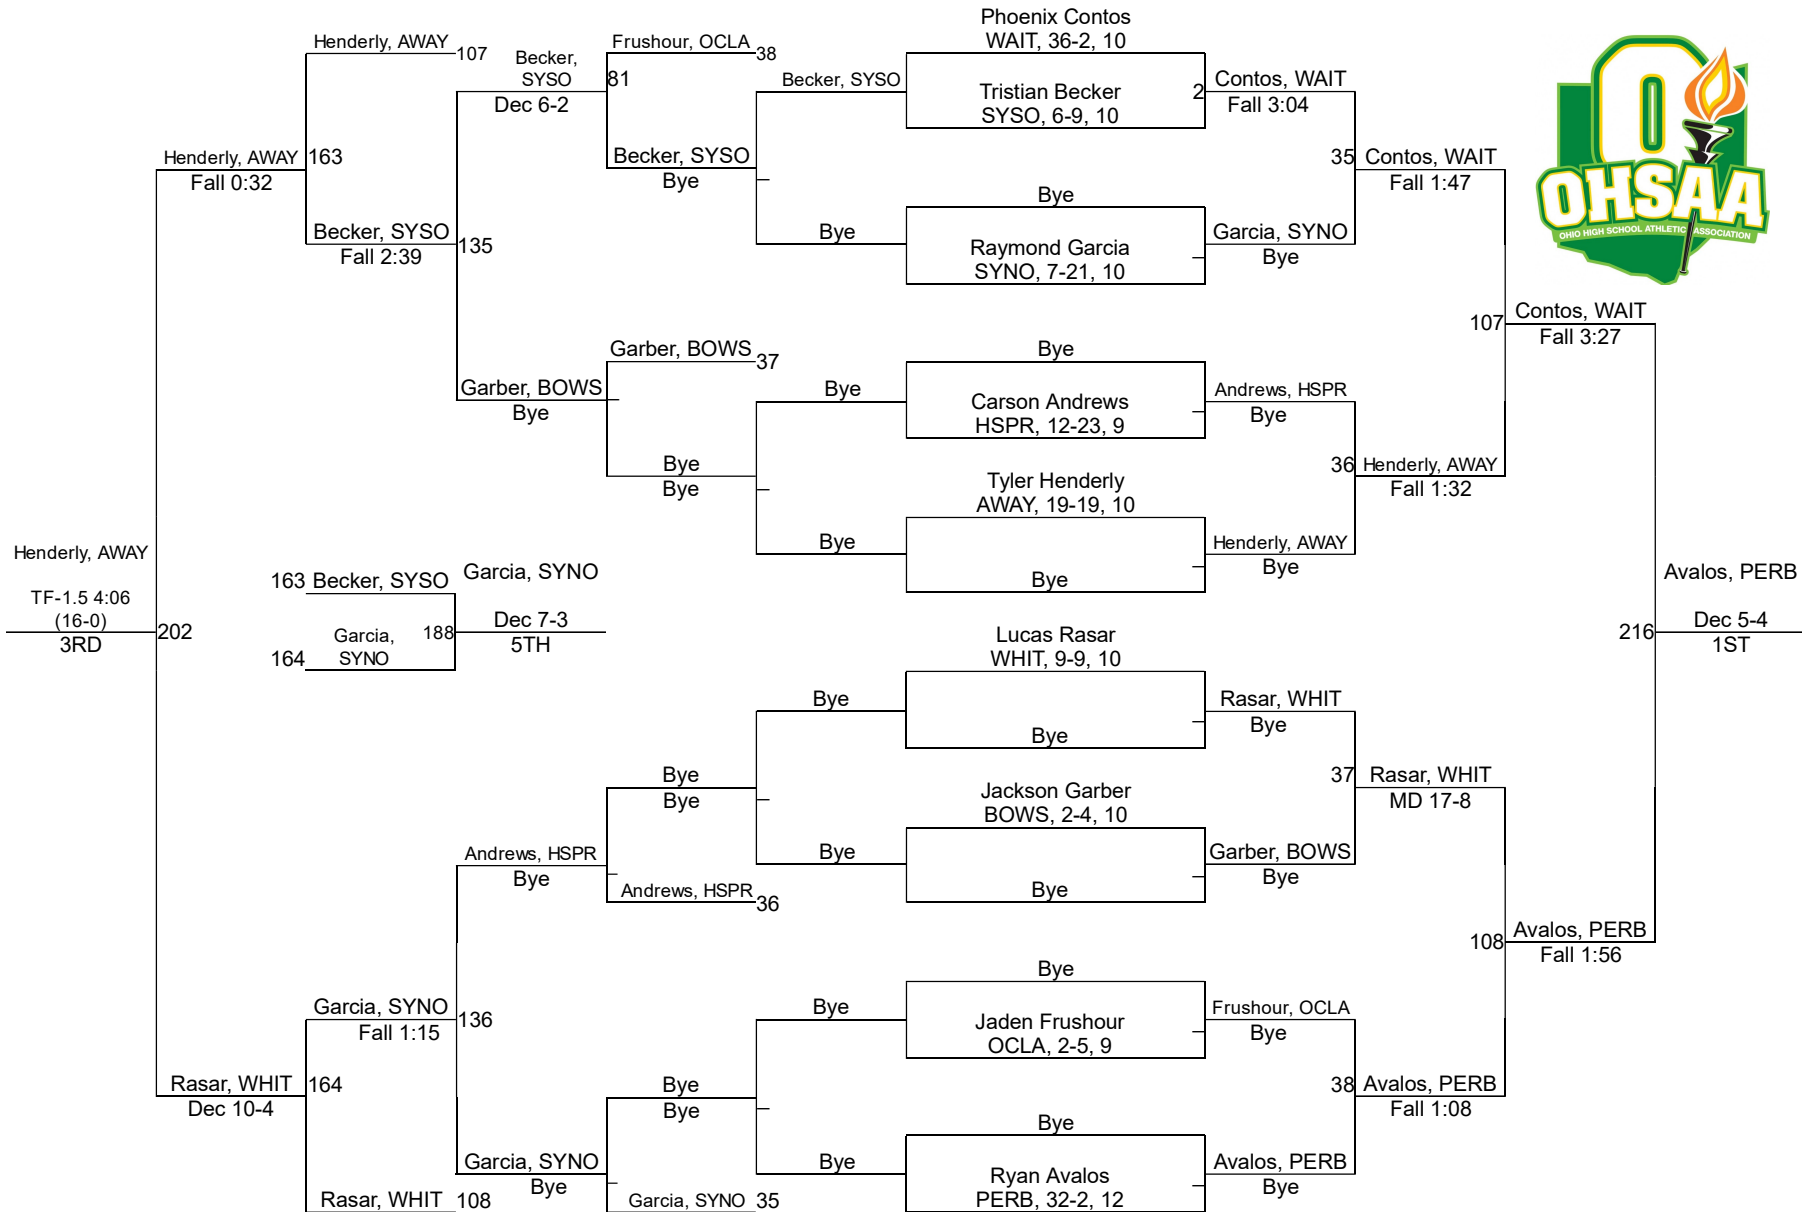 Phoenix Contos
WAIT, 36-2, 10
Henderly, AWAY
107
Becker,
SYSO
Dec 6-2
Frushour, OCLA
38
81
Becker, SYSO
Tristian Becker
SYSO, 6-9, 10
2
Contos, WAIT
Fall 3:04
Henderly, AWAY
Fall 0:32
163
Becker, SYSO
Bye
35
Contos, WAIT
Fall 1:47
O
OHSAA
OHIO HIGH SCHOOL ATHLETIC ASSOCIATION
Bye
Becker, SYSO
Fall 2:39
135
Bye
Raymond Garcia
SYNO, 7-21, 10
Garcia, SYNO
Bye
107
Contos, WAIT
Fall 3:27
Garber, BOWS
37
Bye
Garber, BOWS
Bye
Bye
Carson Andrews
HSPR, 12-23, 9
Andrews, HSPR
Bye
Bye
Bye
36
Henderly, AWAY
Fall 1:32
Tyler Henderly
AWAY, 19-19, 10
Bye
Henderly, AWAY
Bye
Bye
Henderly, AWAY
TF-1.5 4:06
(16-0)
3RD
202
163
Becker, SYSO
164
Garcia,
SYNO
188
Garcia, SYNO
Dec 7-3
5TH
Avalos, PERB
216
Dec 5-4
1ST
Lucas Rasar
WHIT, 9-9, 10
Bye
Rasar, WHIT
Bye
Bye
Bye
Bye
37
Rasar, WHIT
MD 17-8
Jackson Garber
BOWS, 2-4, 10
Andrews, HSPR
Bye
Bye
Garber, BOWS
Bye
Bye
Andrews, HSPR
36
108
Avalos, PERB
Fall 1:56
Bye
Garcia, SYNO
Fall 1:15
136
Bye
Jaden Frushour
OCLA, 2-5, 9
Frushour, OCLA
Bye
Rasar, WHIT
Dec 10-4
164
Bye
Bye
38
Avalos, PERB
Fall 1:08
Bye
Garcia, SYNO
Bye
Bye
Ryan Avalos
PERB, 32-2, 12
Avalos, PERB
Bye
Rasar, WHIT
108
Garcia, SYNO
35